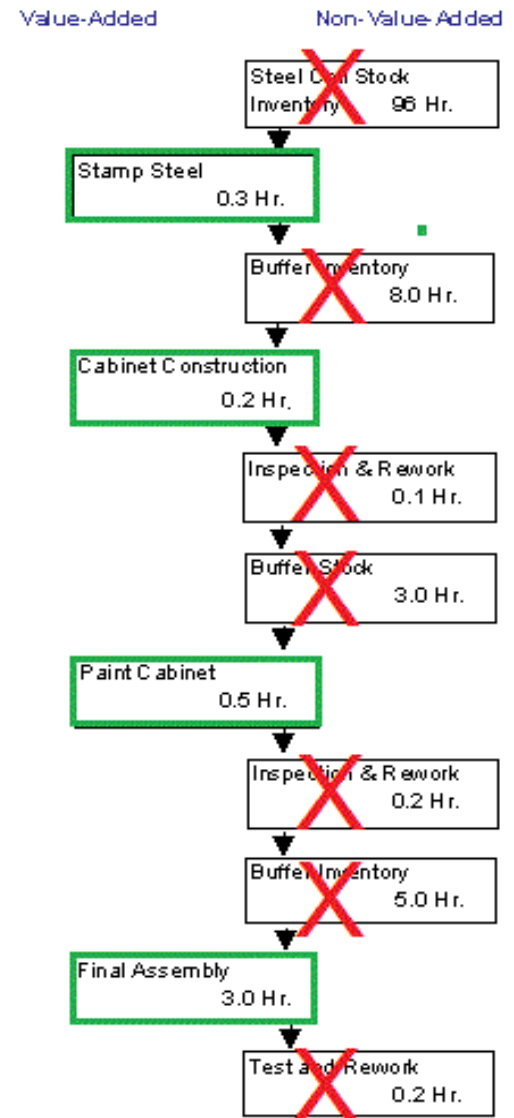 Value-Added Non-Value-Added
Steel Coil Stock
Inventory 96 Hr.
Stamp Steel
0.3 Hr.
Buffer Inventory
8.0 Hr.
Cabinet Construction
0.2 Hr.
Inspection & Rework
0.1 Hr.
Buffer Stock
3.0 Hr.
Paint Cabinet
0.5 Hr.
Inspection & Rework
0.2 Hr.
Buffer Inventory
5.0 Hr.
Final Assembly
3.0 Hr.
Test and Rework
0.2 Hr.